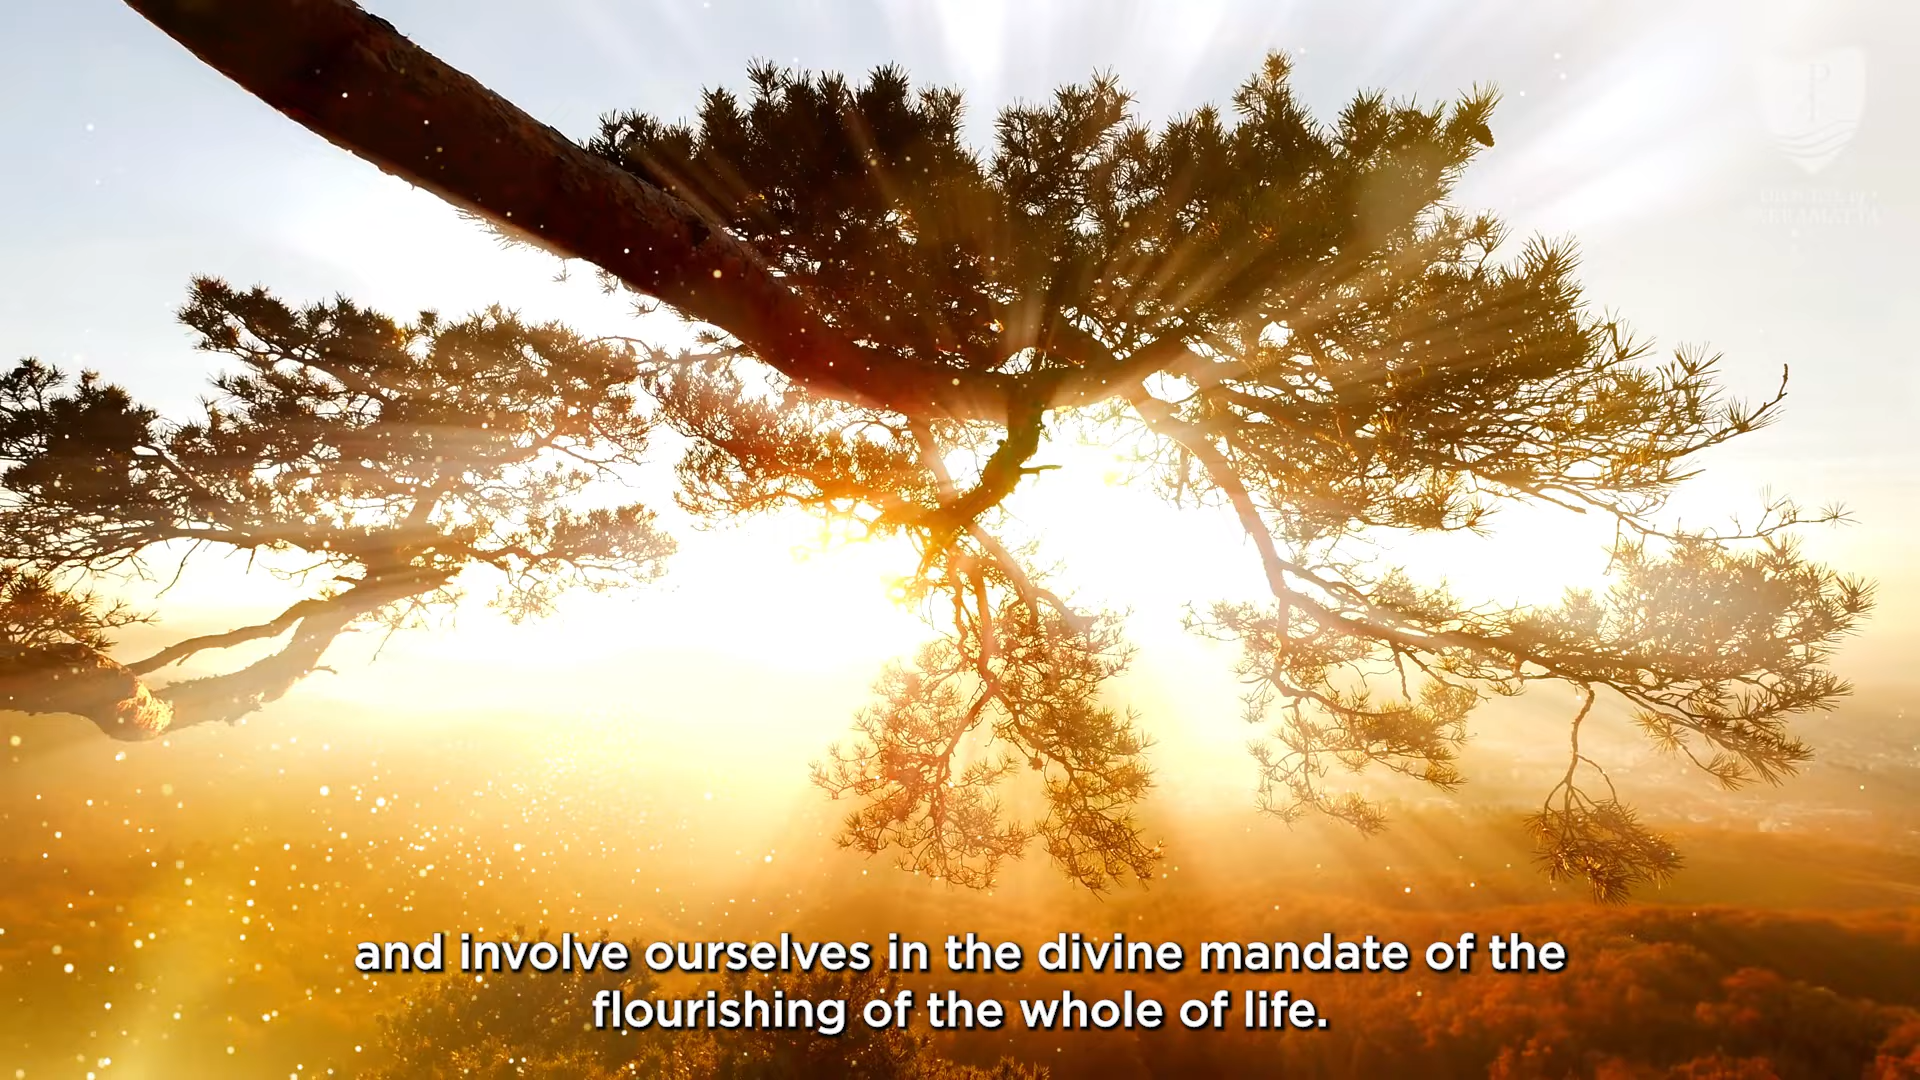 and involve ourselves in the divine mandate of the
flourishing of the whole of life.